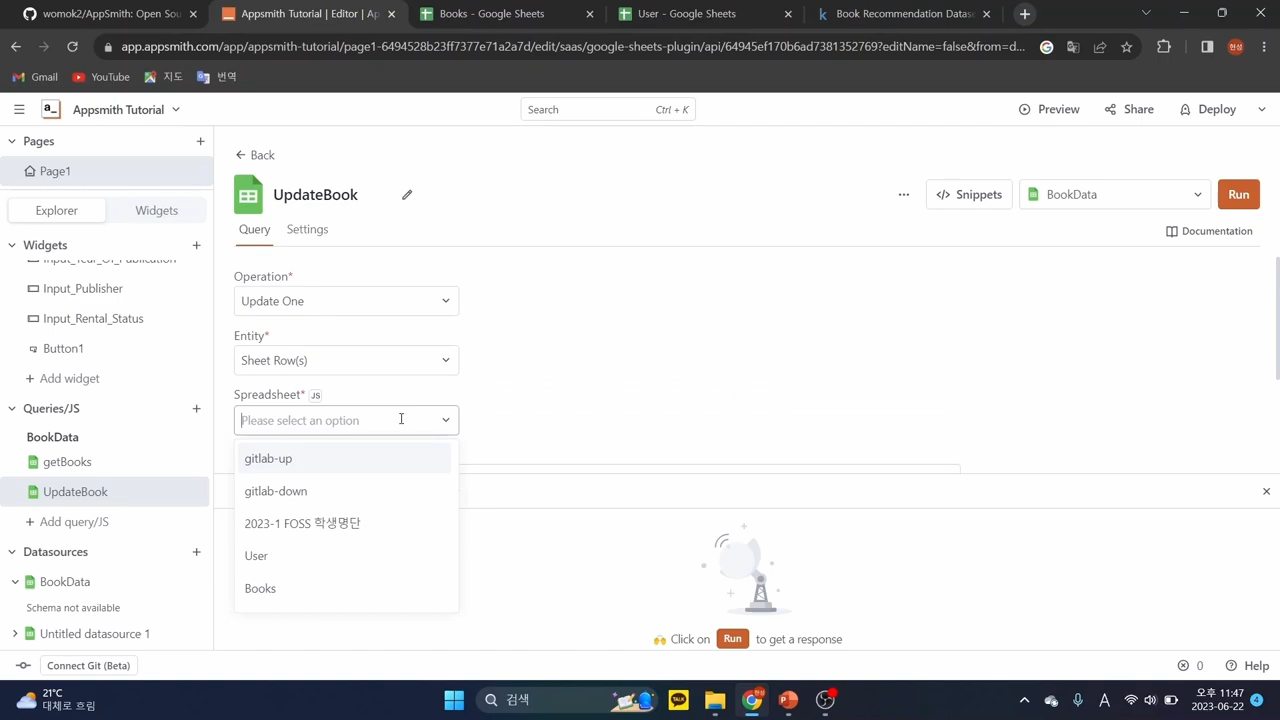 womok2/appsmith: Open Sou
Appsmith Tutorial | Editor | Ap
Books - Google Sheets
User - Google Sheets
Book Recommendation Datase
app.appsmith.com/app/appsmith-tutorial/page1-6494528b23ff7377e71a2a7d/edit/saas/google-sheets-plugin/api/64945ef170b6ad7381352769?editName=false&from=d...
현성
Gmail
YouTube
지도
번역
a_
Appsmith Tutorial
Search
Ctrl + K
Preview
Share
Deploy
Pages
Page1
Explorer
Widgets
Widgets
Input_Publisher
Input_Rental_Status
Button1
Add widget
Queries/JS
BookData
getBooks
UpdateBook
Add query/JS
Datasources
BookData
Schema not available
Untitled datasource 1
Connect Git (Beta)
Back
UpdateBook
Snippets
BookData
Run
Query
Settings
Documentation
Operation*
Update One
Entity*
Sheet Row(s)
Spreadsheet* JS
Please select an option
gitlab-up
gitlab-down
2023-1 FOSS 학생명단
User
Books
Click on Run to get a response
0
Help
21°C
대체로 흐림
검색
TALK
A
오후 11:47
2023-06-22
4